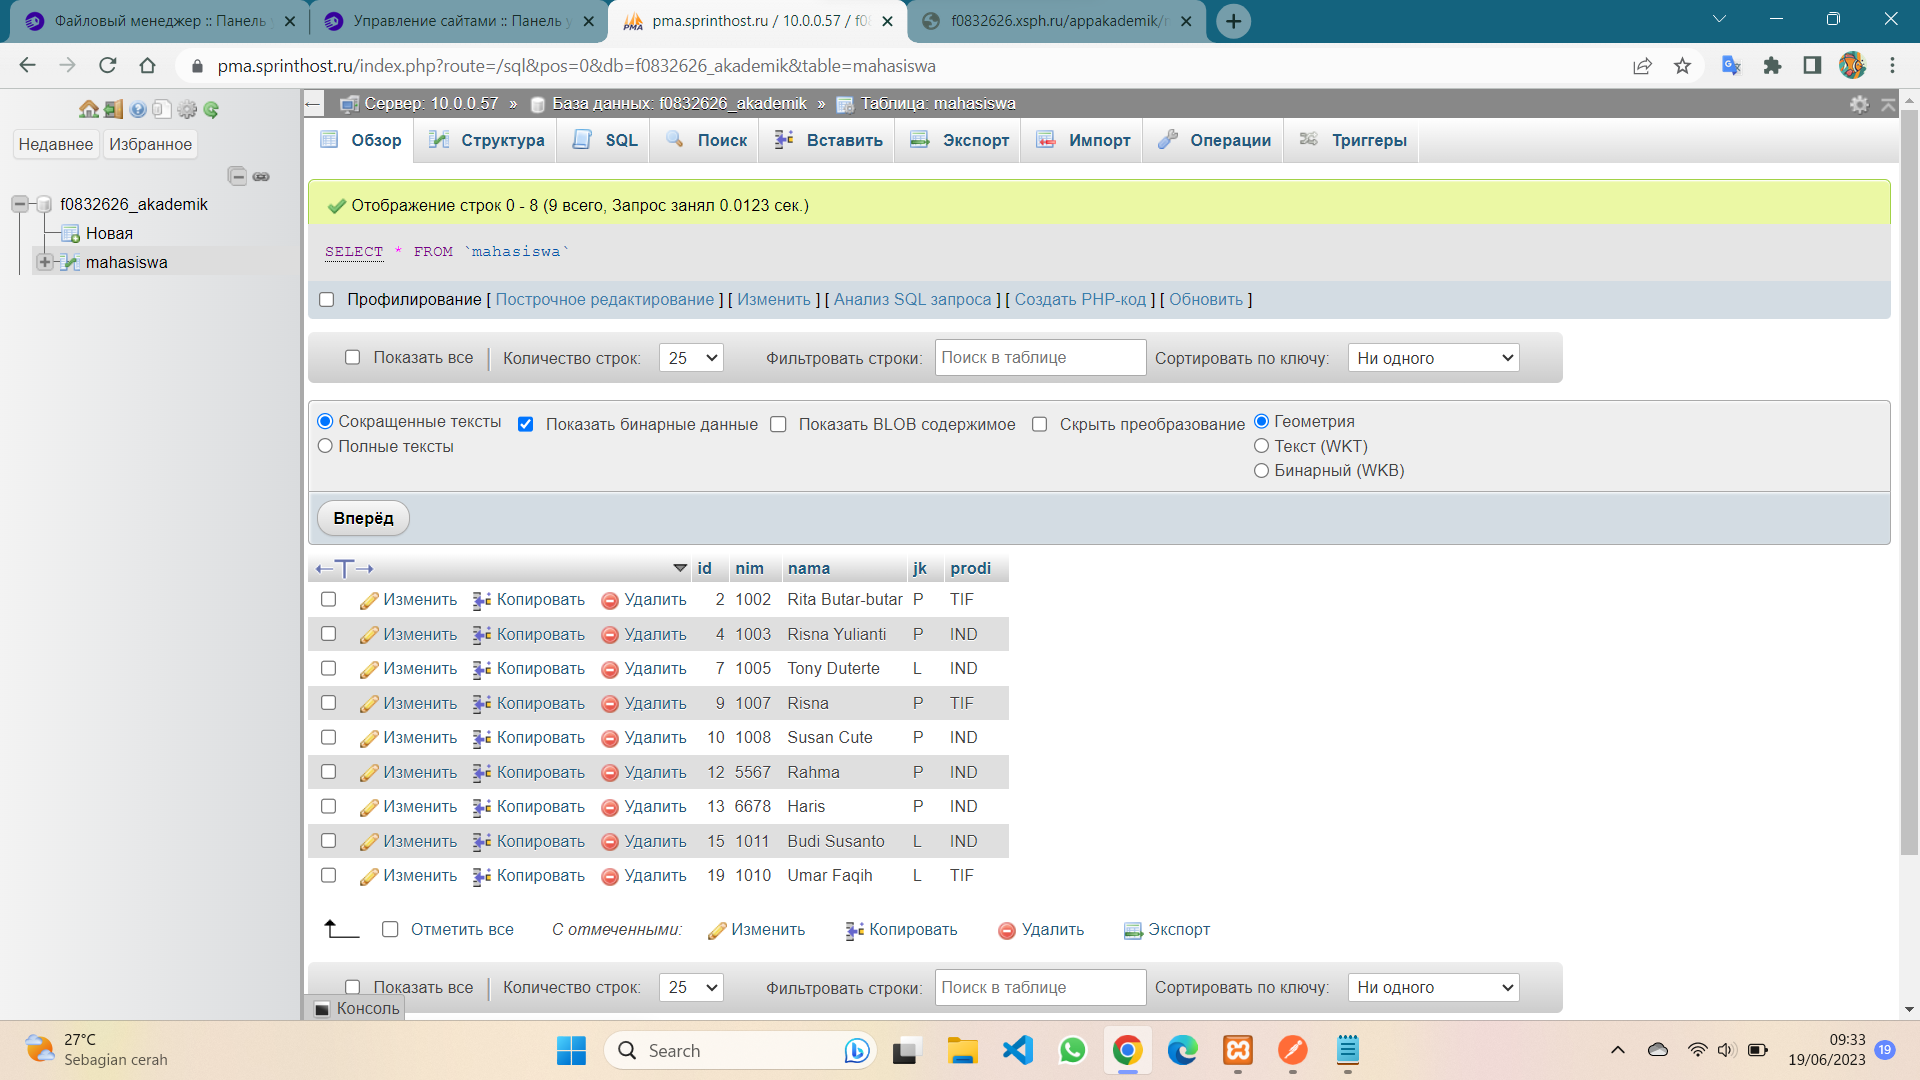 Файловый менеджер :: Панель
Управление сайтами :: Панель у
pma.sprinthost.ru / 10.0.0.57 / f0
f0832626.xsph.ru/appakademik/
pma.sprinthost.ru/index.php?route=/sql&pos=0&db=f0832626_akademik&table=mahasiswa
Недавнее Избранное
f0832626_akademik
Новая
mahasiswa
Сервер: 10.0.0.57 » База данных: f0832626_akademik » Таблица: mahasiswa
Обзор Структура SQL Поиск Вставить Экспорт Импорт Операции Триггеры
Отображение строк 0 - 8 (9 всего, Запрос занял 0.0123 сек.)
SELECT * FROM `mahasiswa`
Профилирование [ Построчное редактирование ] [ Изменить ] [ Анализ SQL запроса ] [ Создать PHP-код ] [ Обновить ]
Показать все | Количество строк: 25 Фильтровать строки: Поиск в таблице Сортировать по ключу: Ни одного
Сокращенные тексты Показать бинарные данные Показать BLOB содержимое Скрыть преобразование Геометрия
Полные тексты Текст (WKT)
Бинарный (WKB)
Вперёд
←T→ id nim nama jk prodi
Изменить Копировать Удалить 2 1002 Rita Butar-butar P TIF
Изменить Копировать Удалить 4 1003 Risna Yulianti P IND
Изменить Копировать Удалить 7 1005 Tony Duterte L IND
Изменить Копировать Удалить 9 1007 Risna P TIF
Изменить Копировать Удалить 10 1008 Susan Cute P IND
Изменить Копировать Удалить 12 5567 Rahma P IND
Изменить Копировать Удалить 13 6678 Haris P IND
Изменить Копировать Удалить 15 1011 Budi Susanto L IND
Изменить Копировать Удалить 19 1010 Umar Faqih L TIF
Отметить все С отмеченными: Изменить Копировать Удалить Экспорт
Показать все | Количество строк: 25 Фильтровать строки: Поиск в таблице Сортировать по ключу: Ни одного
Консоль
27°C
Sebagian cerah
Search
09:33
19/06/2023
19